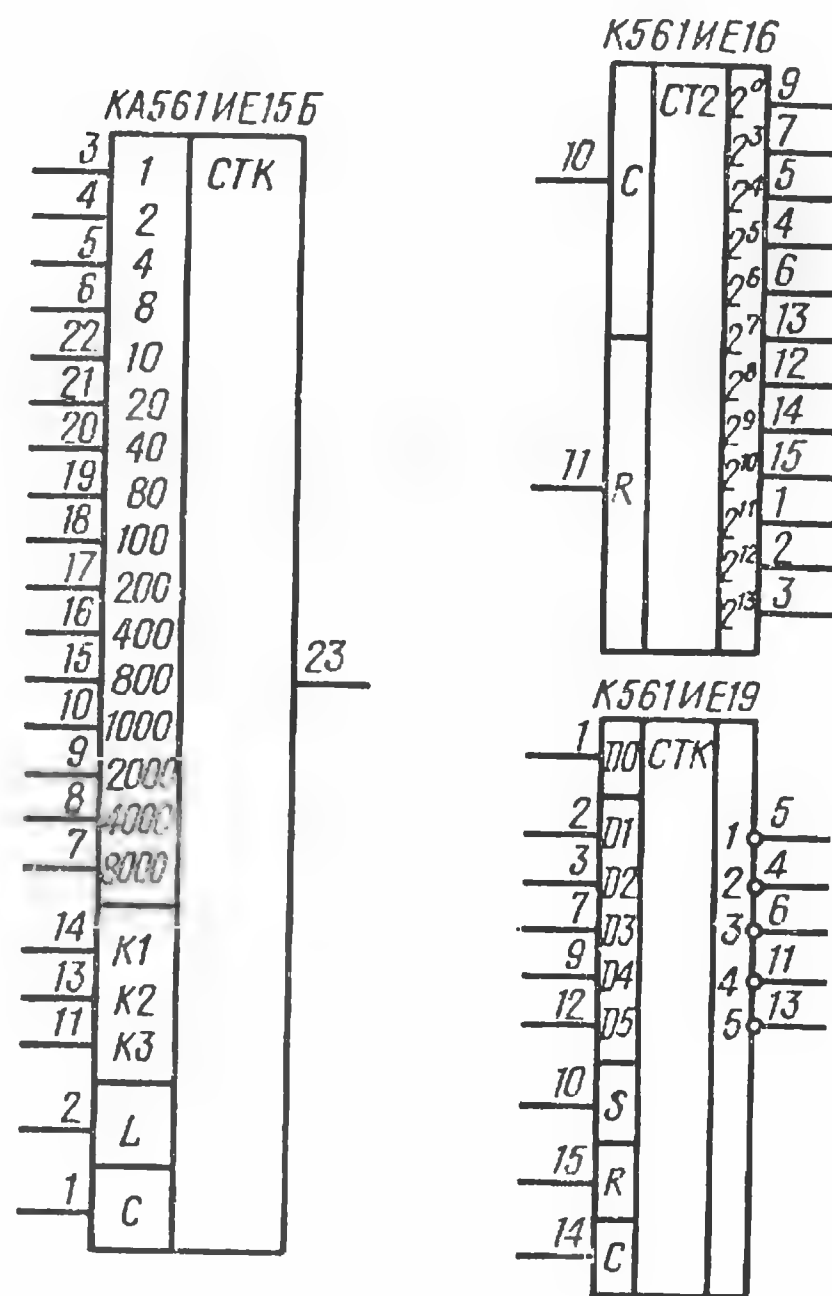 КА561ИЕ15Б
3 1 СТК
4 2
5 4
6 8
22 10
21 20
20 40
19 80
18 100
17 200
16 400
15 800
23
10 1000
9 2000
8 4000
7 8000
14 К1
13 К2
11 К3
2 L
1 C
К561ИЕ16
10 C СТ2
11 R
2⁰ 9
2³ 7
2⁴ 5
2⁵ 4
2⁶ 6
2⁷ 13
2⁸ 12
2⁹ 14
2¹⁰ 15
2¹¹ 1
2¹² 2
2¹³ 3
К561ИЕ19
1 D0 СТК
2 D1
3 D2
7 D3
9 D4
12 D5
10 S
15 R
14 C
1 5
2 4
3 6
4 11
5 13